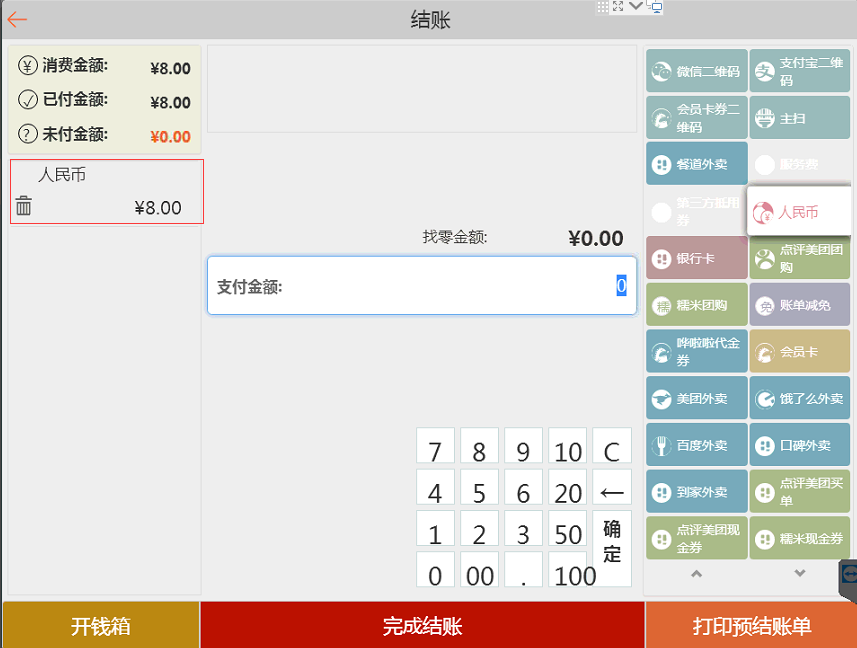 结账
消费金额: ¥8.00
已付金额: ¥8.00
未付金额: ¥0.00
人民币
¥8.00
找零金额: ¥0.00
支付金额: 0
7 8 9 10 C
4 5 6 20 ←
1 2 3 50 确定
0 00 . 100
微信二维码
支付宝二维码
会员卡券二维码
主扫
餐道外卖
服务费
第三方抵用券
人民币
银行卡
点评美团团购
糯米团购
账单减免
哗啦啦代金券
会员卡
美团外卖
饿了么外卖
百度外卖
口碑外卖
到家外卖
点评美团买单
点评美团现金券
糯米现金券
开钱箱
完成结账
打印预结账单